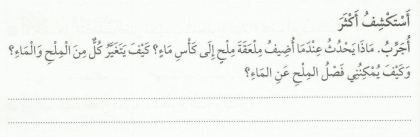 أَسْتَكْشِفُ أَكْثَرَ
أُجَرِّبُ. مَاذَا يَحْدُثُ عِنْدَمَا أُضِيفُ مِلْعَقَةَ مِلْحٍ إِلَى كَأْسِ مَاءٍ؟ كَيْفَ يَتَغَيَّرُ كُلٌّ مِنَ الْمِلْحِ وَالْمَاءِ؟
وَكَيْفَ يُمْكِنُنِي فَصْلُ الْمِلْحِ عَنِ الْمَاءِ؟